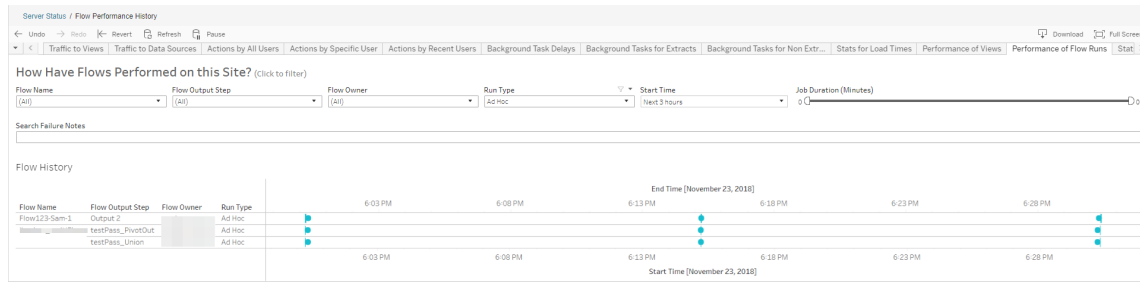 Server Status / Flow Performance History
← Undo → Redo Revert Refresh Pause Download Full Scree
Traffic to Views Traffic to Data Sources Actions by All Users Actions by Specific User Actions by Recent Users Background Task Delays Background Tasks for Extracts Background Tasks for Non Extr... Stats for Load Times Performance of Views Performance of Flow Runs Stat
How Have Flows Performed on this Site? (Click to filter)
Flow Name Flow Output Step Flow Owner Run Type Start Time Job Duration (Minutes)
(All) (All) (All) Ad Hoc Next 3 hours 0 0
Search Failure Notes
Flow History
End Time [November 23, 2018]
Flow Name Flow Output Step Flow Owner Run Type 6:03 PM 6:08 PM 6:13 PM 6:18 PM 6:23 PM 6:28 PM
Flow123-Sam-1 Output 2 Ad Hoc
testPass_PivotOut Ad Hoc
testPass_Union Ad Hoc
6:03 PM 6:08 PM 6:13 PM 6:18 PM 6:23 PM 6:28 PM
Start Time [November 23, 2018]